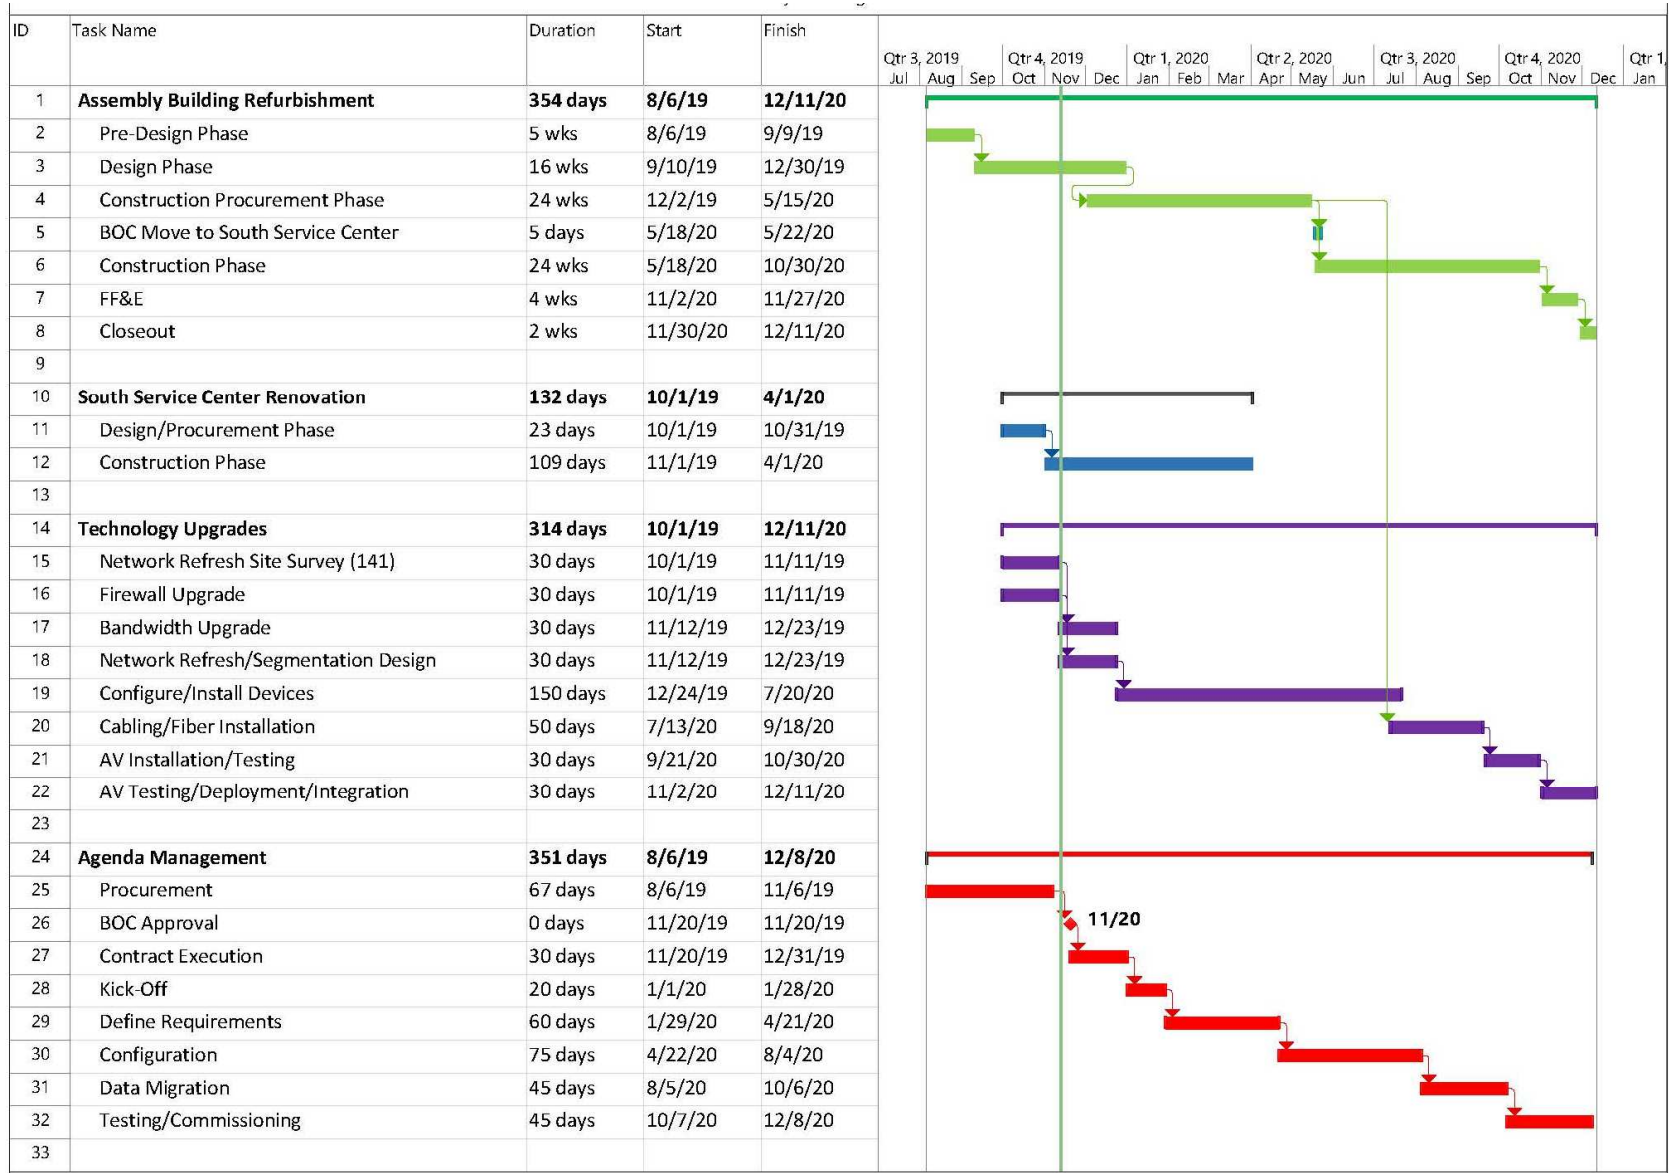 ID Task Name Duration Start Finish
Qtr 3, 2019 Qtr 4, 2019 Qtr 1, 2020 Qtr 2, 2020 Qtr 3, 2020 Qtr 4, 2020 Qtr 1,
Jul Aug Sep Oct Nov Dec Jan Feb Mar Apr May Jun Jul Aug Sep Oct Nov Dec Jan
1 Assembly Building Refurbishment 354 days 8/6/19 12/11/20
2 Pre-Design Phase 5 wks 8/6/19 9/9/19
3 Design Phase 16 wks 9/10/19 12/30/19
4 Construction Procurement Phase 24 wks 12/2/19 5/15/20
5 BOC Move to South Service Center 5 days 5/18/20 5/22/20
6 Construction Phase 24 wks 5/18/20 10/30/20
7 FF&E 4 wks 11/2/20 11/27/20
8 Closeout 2 wks 11/30/20 12/11/20
9
10 South Service Center Renovation 132 days 10/1/19 4/1/20
11 Design/Procurement Phase 23 days 10/1/19 10/31/19
12 Construction Phase 109 days 11/1/19 4/1/20
13
14 Technology Upgrades 314 days 10/1/19 12/11/20
15 Network Refresh Site Survey (141) 30 days 10/1/19 11/11/19
16 Firewall Upgrade 30 days 10/1/19 11/11/19
17 Bandwidth Upgrade 30 days 11/12/19 12/23/19
18 Network Refresh/Segmentation Design 30 days 11/12/19 12/23/19
19 Configure/Install Devices 150 days 12/24/19 7/20/20
20 Cabling/Fiber Installation 50 days 7/13/20 9/18/20
21 AV Installation/Testing 30 days 9/21/20 10/30/20
22 AV Testing/Deployment/Integration 30 days 11/2/20 12/11/20
23
24 Agenda Management 351 days 8/6/19 12/8/20
25 Procurement 67 days 8/6/19 11/6/19
26 BOC Approval 0 days 11/20/19 11/20/19 11/20
27 Contract Execution 30 days 11/20/19 12/31/19
28 Kick-Off 20 days 1/1/20 1/28/20
29 Define Requirements 60 days 1/29/20 4/21/20
30 Configuration 75 days 4/22/20 8/4/20
31 Data Migration 45 days 8/5/20 10/6/20
32 Testing/Commissioning 45 days 10/7/20 12/8/20
33